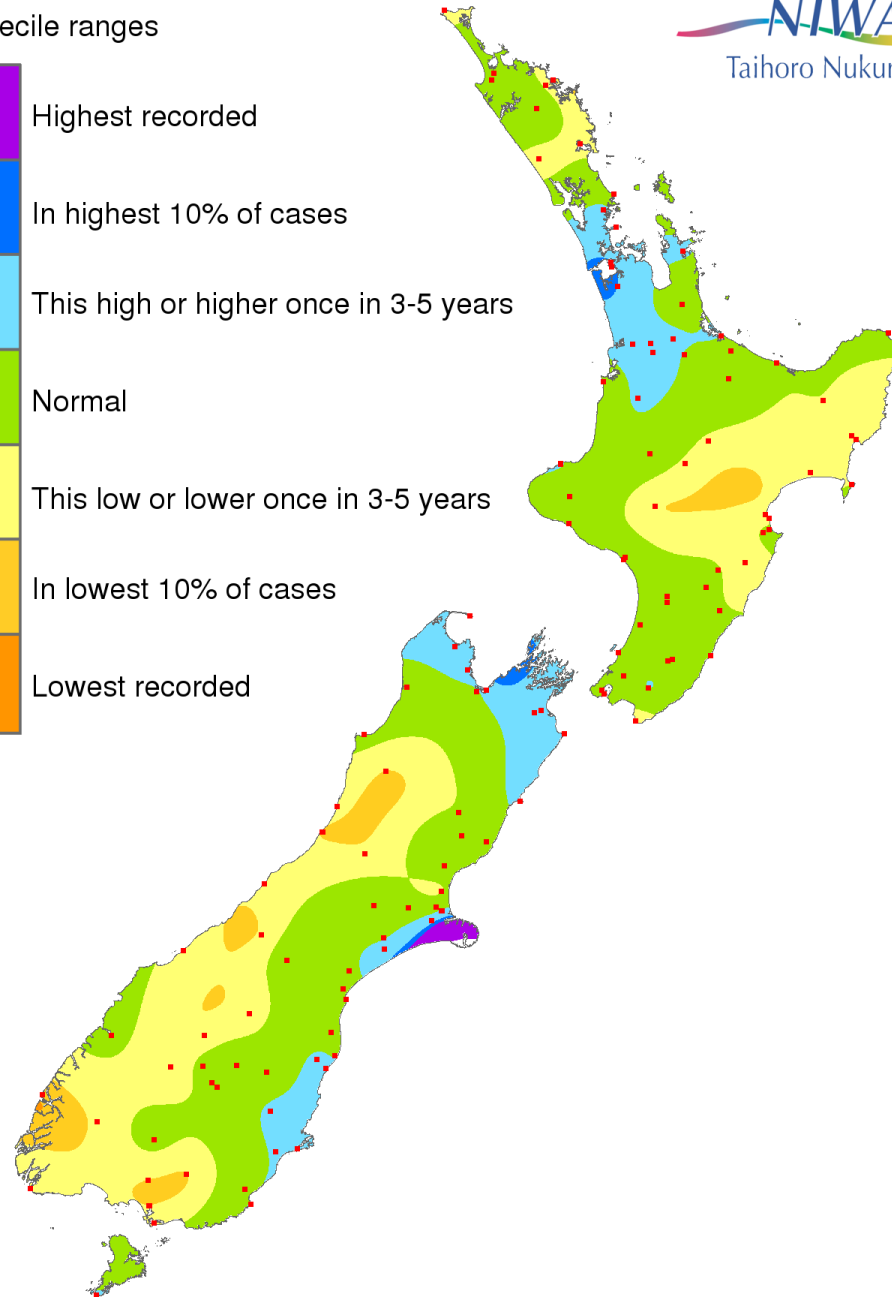 ecile ranges
NIWA
Taihoro Nukur
Highest recorded
In highest 10% of cases
This high or higher once in 3-5 years
Normal
This low or lower once in 3-5 years
In lowest 10% of cases
Lowest recorded